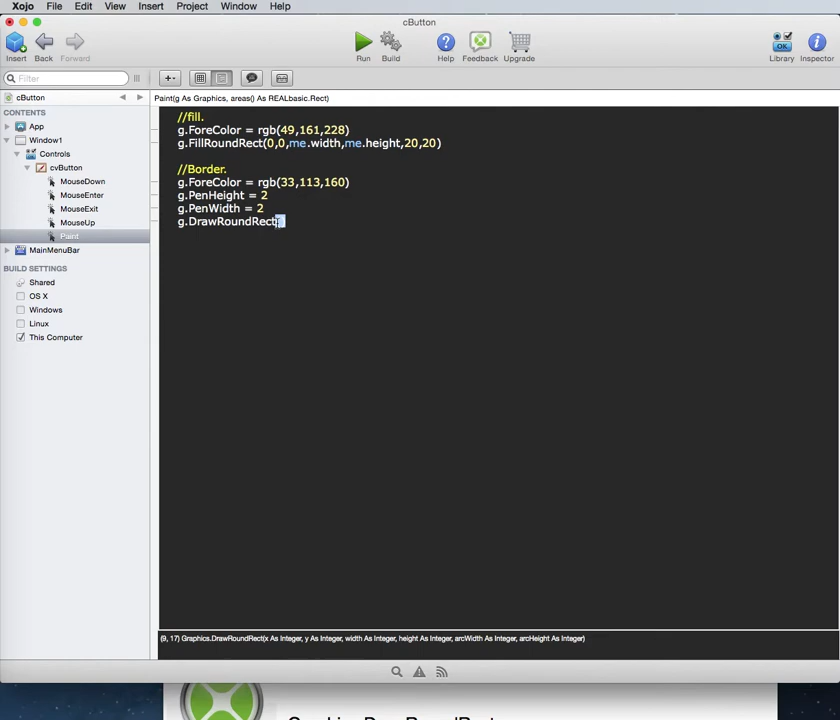 Xojo File Edit View Insert Project Window Help
cButton
Insert Back Forward Run Build Help Feedback Upgrade Library Inspector
OK
Filter
cButton
Paint(g As Graphics, areas() As REALbasic.Rect)
CONTENTS
App
Window1
Controls
cvButton
MouseDown
MouseEnter
MouseExit
MouseUp
Paint
MainMenuBar
BUILD SETTINGS
Shared
OS X
Windows
Linux
This Computer
//fill.
g.ForeColor = rgb(49,161,228)
g.FillRoundRect(0,0,me.width,me.height,20,20)
//Border.
g.ForeColor = rgb(33,113,160)
g.PenHeight = 2
g.PenWidth = 2
g.DrawRoundRect
(9, 17) Graphics.DrawRoundRect(x As Integer, y As Integer, width As Integer, height As Integer, arcWidth As Integer, arcHeight As Integer)